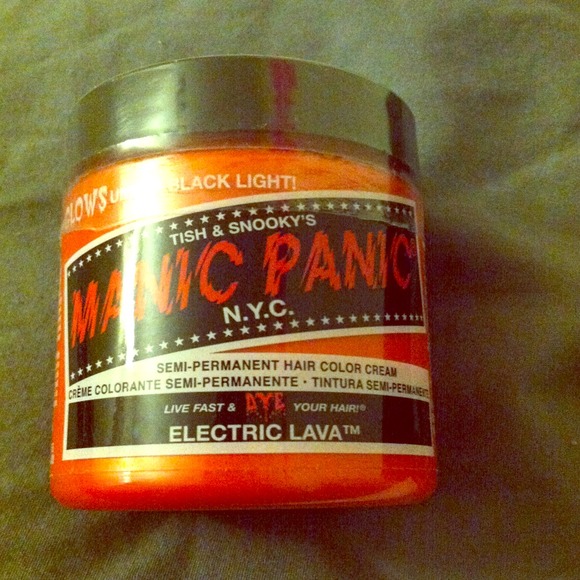 GLOWS UNDER BLACK LIGHT!
TISH & SNOOKY'S
MANIC PANIC
N.Y.C.
SEMI-PERMANENT HAIR COLOR CREAM
CRÈME COLORANTE SEMI-PERMANENTE • TINTURA SEMI-PERMANENTE
LIVE FAST & DYE YOUR HAIR!®
ELECTRIC LAVA™